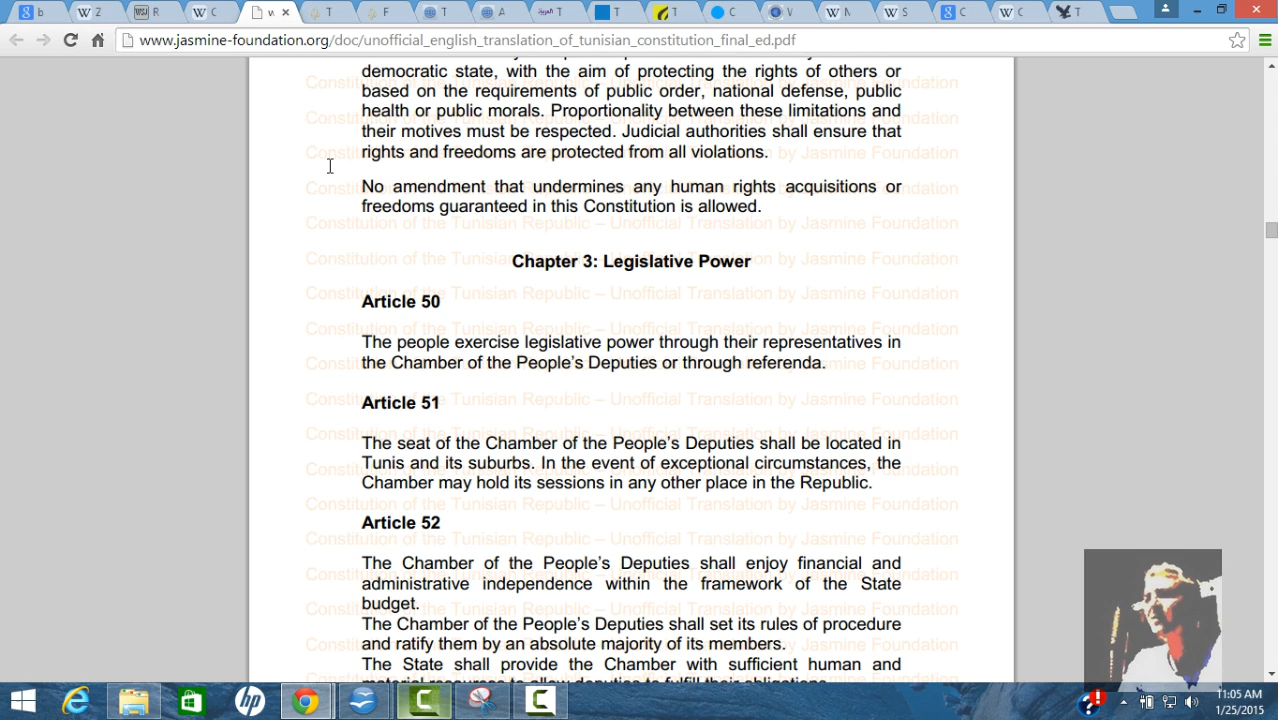 b
Z
R
C
v
T
F
T
A
T
T
T
C
V
N
S
C
C
T
www.jasmine-foundation.org/doc/unofficial_english_translation_of_tunisian_constitution_final_ed.pdf
democratic state, with the aim of protecting the rights of others or
based on the requirements of public order, national defense, public
health or public morals. Proportionality between these limitations and
their motives must be respected. Judicial authorities shall ensure that
rights and freedoms are protected from all violations.
No amendment that undermines any human rights acquisitions or
freedoms guaranteed in this Constitution is allowed.
Constitution of the Tunisian Republic – Unofficial Translation by Jasmine Foundation
Chapter 3: Legislative Power
Article 50
The people exercise legislative power through their representatives in
the Chamber of the People's Deputies or through referenda.
Article 51
The seat of the Chamber of the People's Deputies shall be located in
Tunis and its suburbs. In the event of exceptional circumstances, the
Chamber may hold its sessions in any other place in the Republic.
Article 52
The Chamber of the People's Deputies shall enjoy financial and
administrative independence within the framework of the State
budget.
The Chamber of the People's Deputies shall set its rules of procedure
and ratify them by an absolute majority of its members.
The State shall provide the Chamber with sufficient human and
material resources to allow deputies to fulfill their obligations.
11:05 AM
1/25/2015